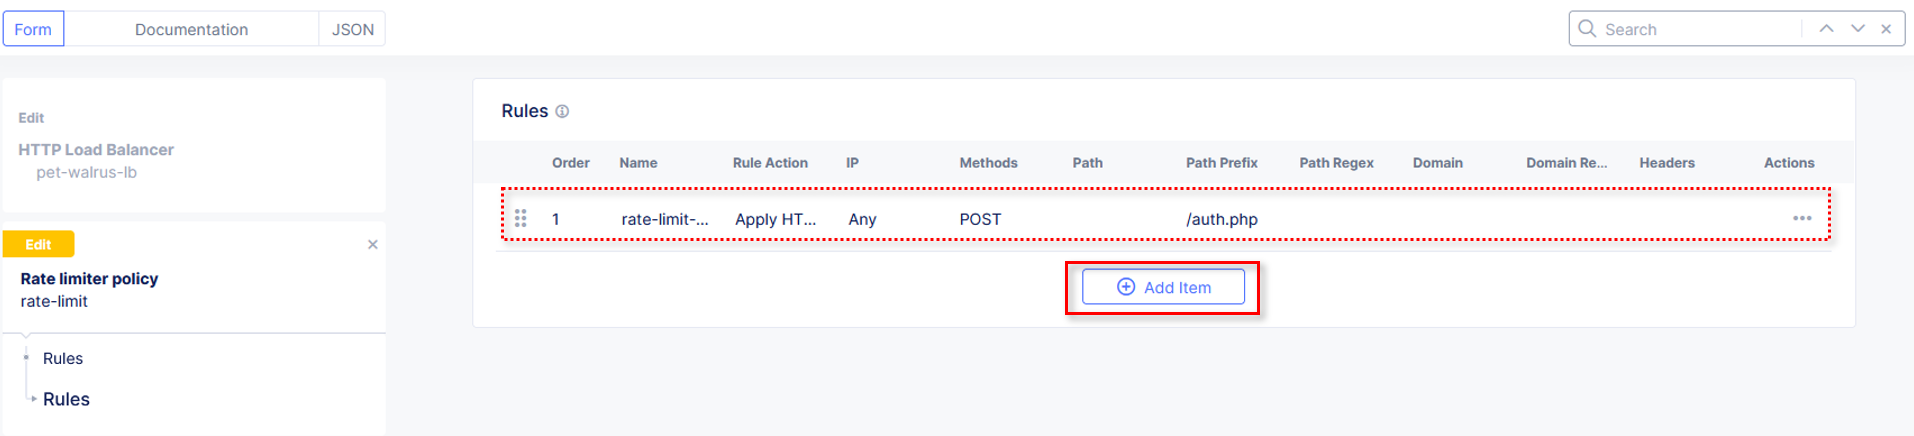 Form Documentation JSON
Search
Edit
HTTP Load Balancer
pet-walrus-lb
Edit
Rate limiter policy
rate-limit
Rules
Rules
Rules
Order Name Rule Action IP Methods Path Path Prefix Path Regex Domain Domain Re... Headers Actions
1 rate-limit-... Apply HT... Any POST /auth.php
Add Item